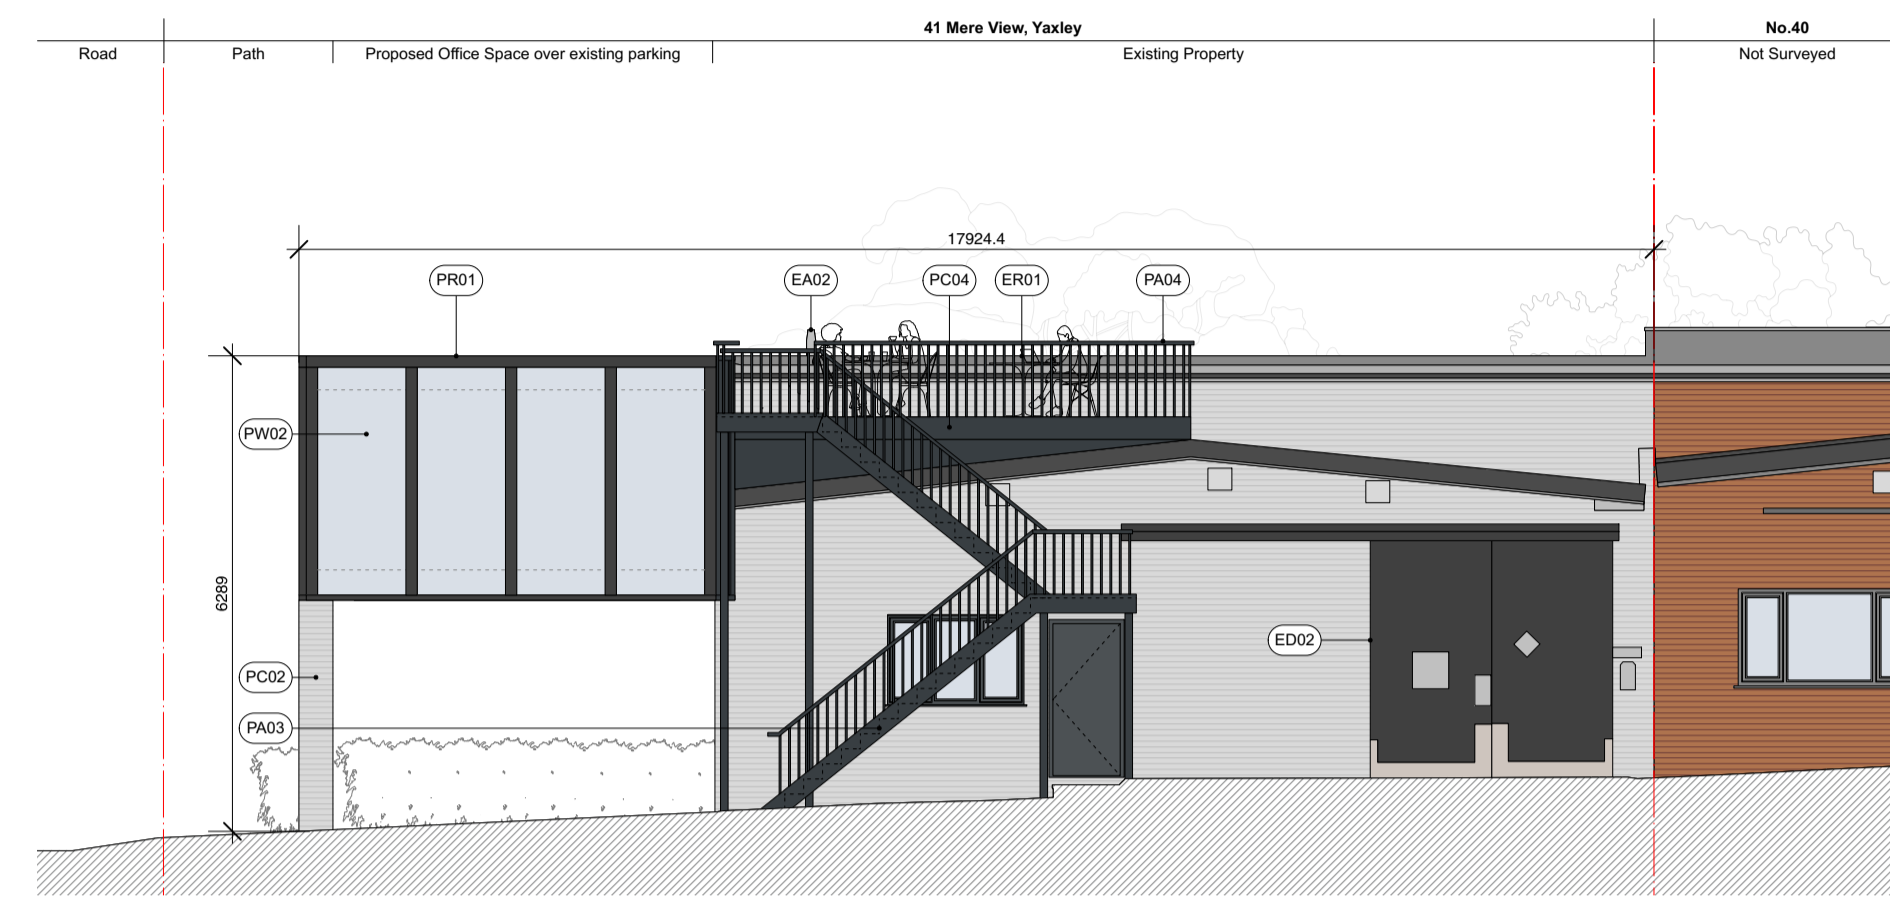 41 Mere View, Yaxley
No.40
Road
Path
Proposed Office Space over existing parking
Existing Property
Not Surveyed
17924.4
PR01
EA02
PC04
ER01
PA04
PW02
6289
ED02
PC02
PA03